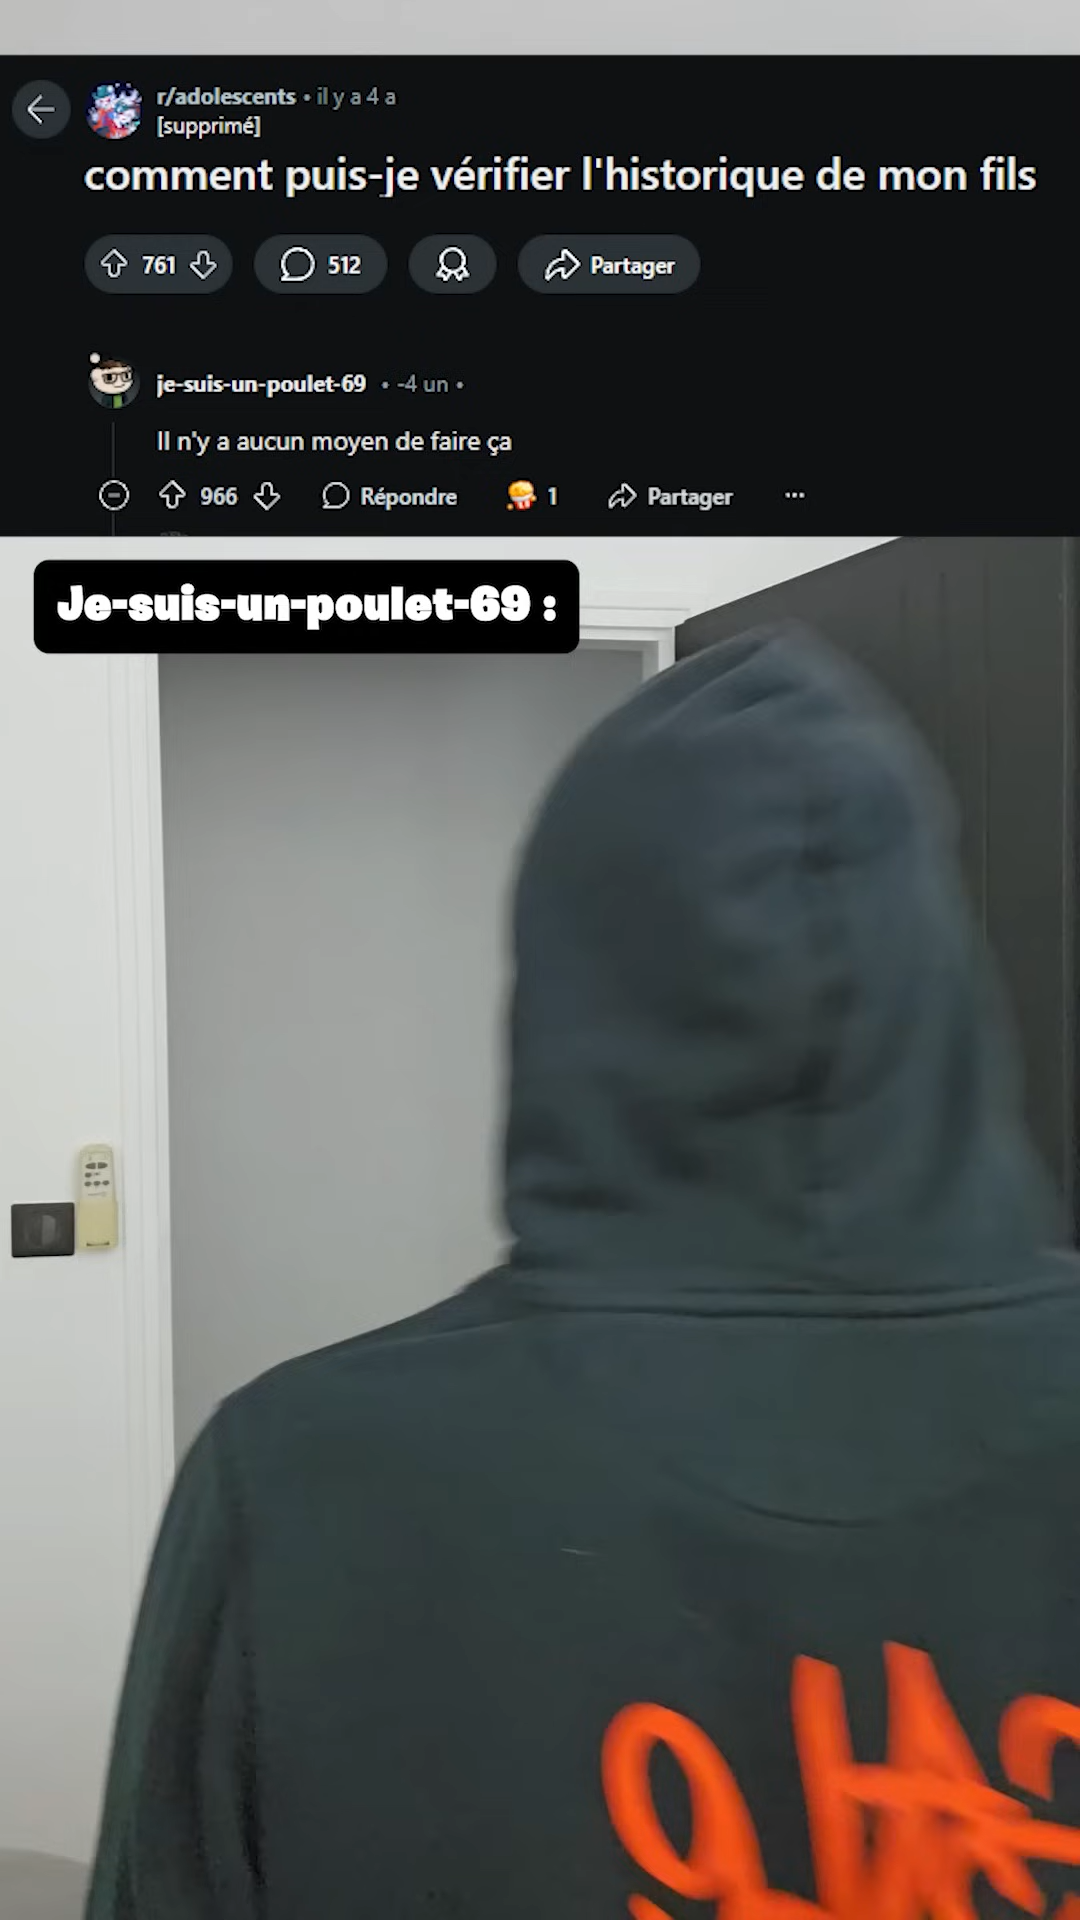 r/adolescents • il y a 4 a
[supprimé]
comment puis-je vérifier l'historique de mon fils
761
512
Partager
je-suis-un-poulet-69 • -4 un •
Il n'y a aucun moyen de faire ça
966
Répondre
1
Partager
...
Je-suis-un-poulet-69 :